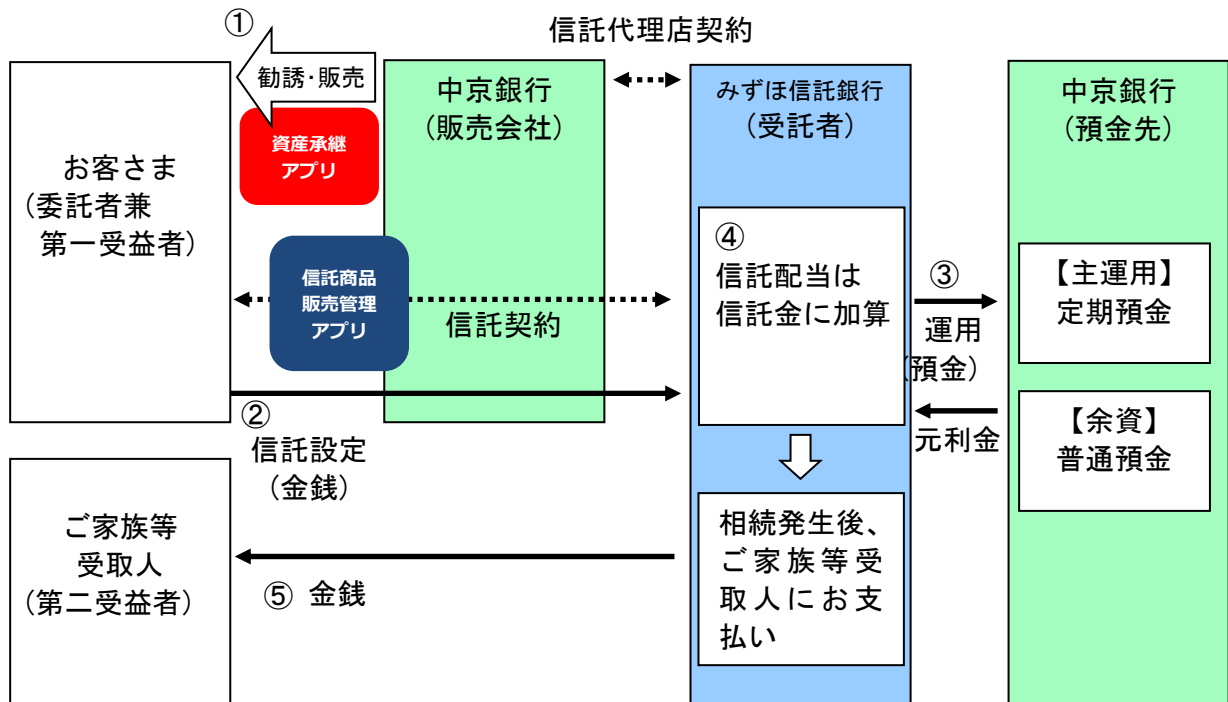 ①
信託代理店契約
勧誘・販売
中京銀行
(販売会社)
みずほ信託銀行
(受託者)
中京銀行
(預金先)
資産承継
アプリ
お客さま
(委託者兼
第一受益者)
④
信託配当は
信託金に加算
③
運用
(預金)
【主運用】
定期預金
信託商品
販売管理
アプリ
信託契約
②
信託設定
(金銭)
元利金
【余資】
普通預金
ご家族等
受取人
(第二受益者)
⑤ 金銭
相続発生後、
ご家族等受
取人にお支
払い